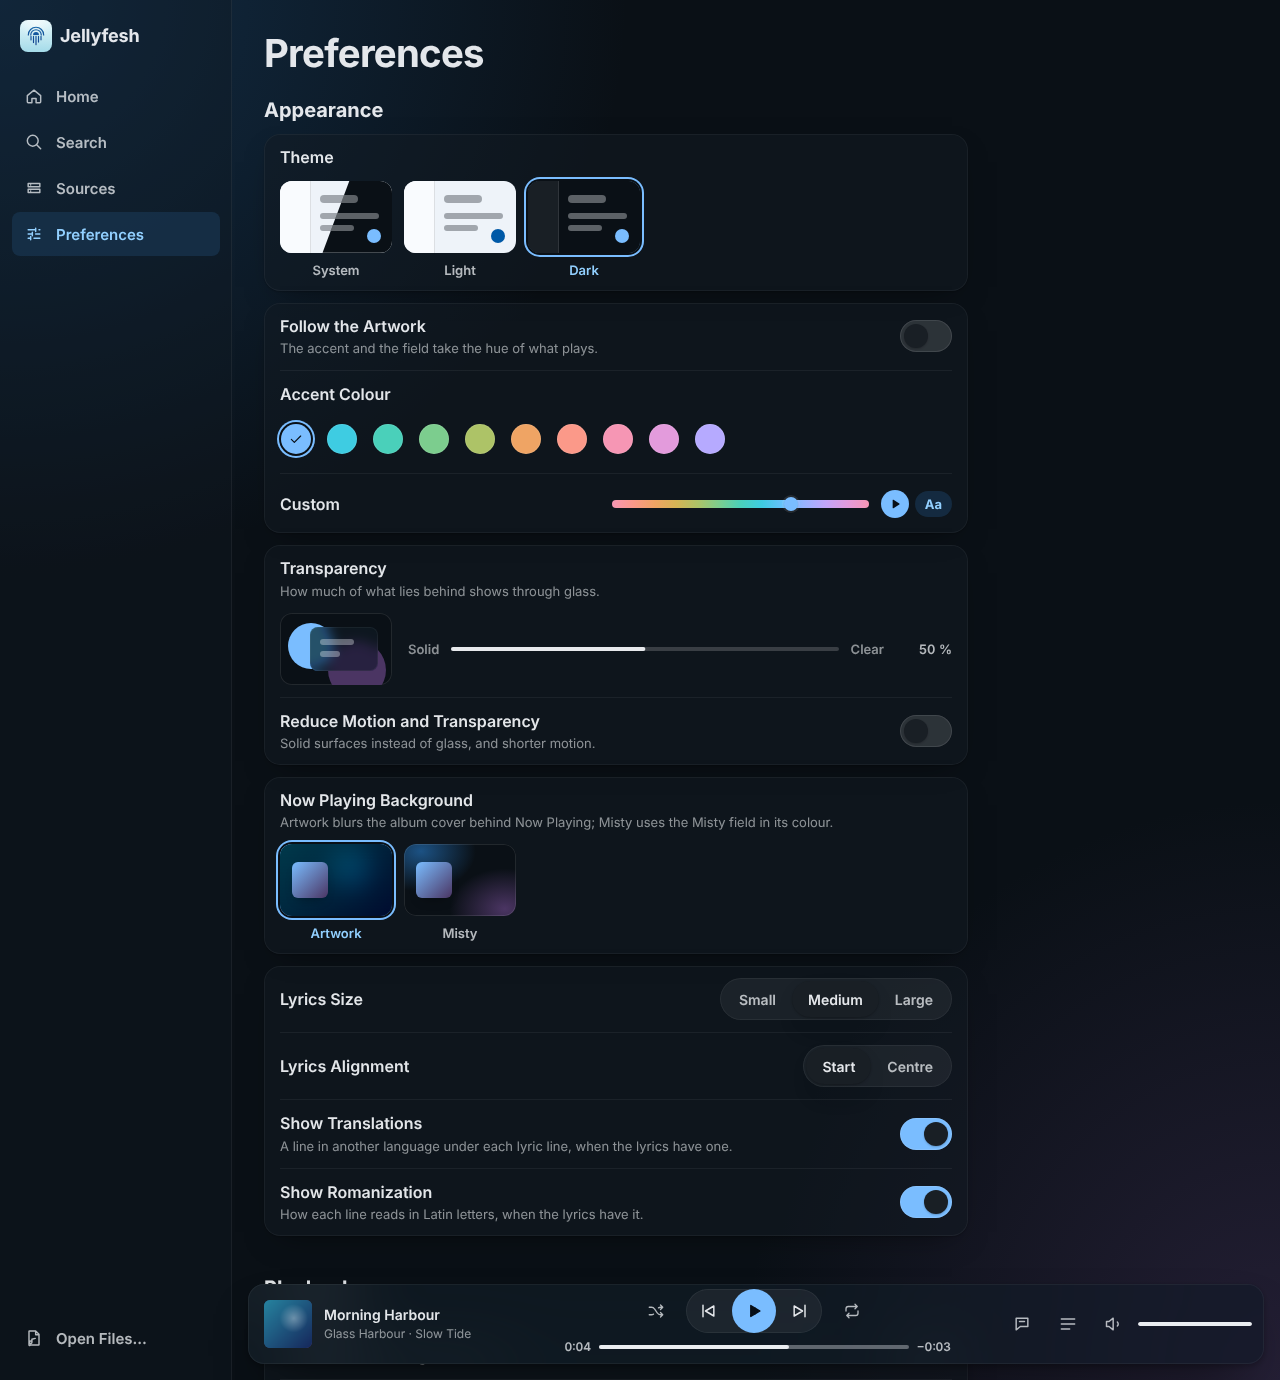 Jellyfesh
Home
Search
Sources
Preferences
Open Files...
Preferences
Appearance
Theme
System
Light
Dark
Follow the Artwork
The accent and the field take the hue of what plays.
Accent Colour
Custom
Aa
Transparency
How much of what lies behind shows through glass.
Solid
Clear
50 %
Reduce Motion and Transparency
Solid surfaces instead of glass, and shorter motion.
Now Playing Background
Artwork blurs the album cover behind Now Playing; Misty uses the Misty field in its colour.
Artwork
Misty
Lyrics Size
Small
Medium
Large
Lyrics Alignment
Start
Centre
Show Translations
A line in another language under each lyric line, when the lyrics have one.
Show Romanization
How each line reads in Latin letters, when the lyrics have it.
Morning Harbour
Glass Harbour · Slow Tide
0:04
−0:03